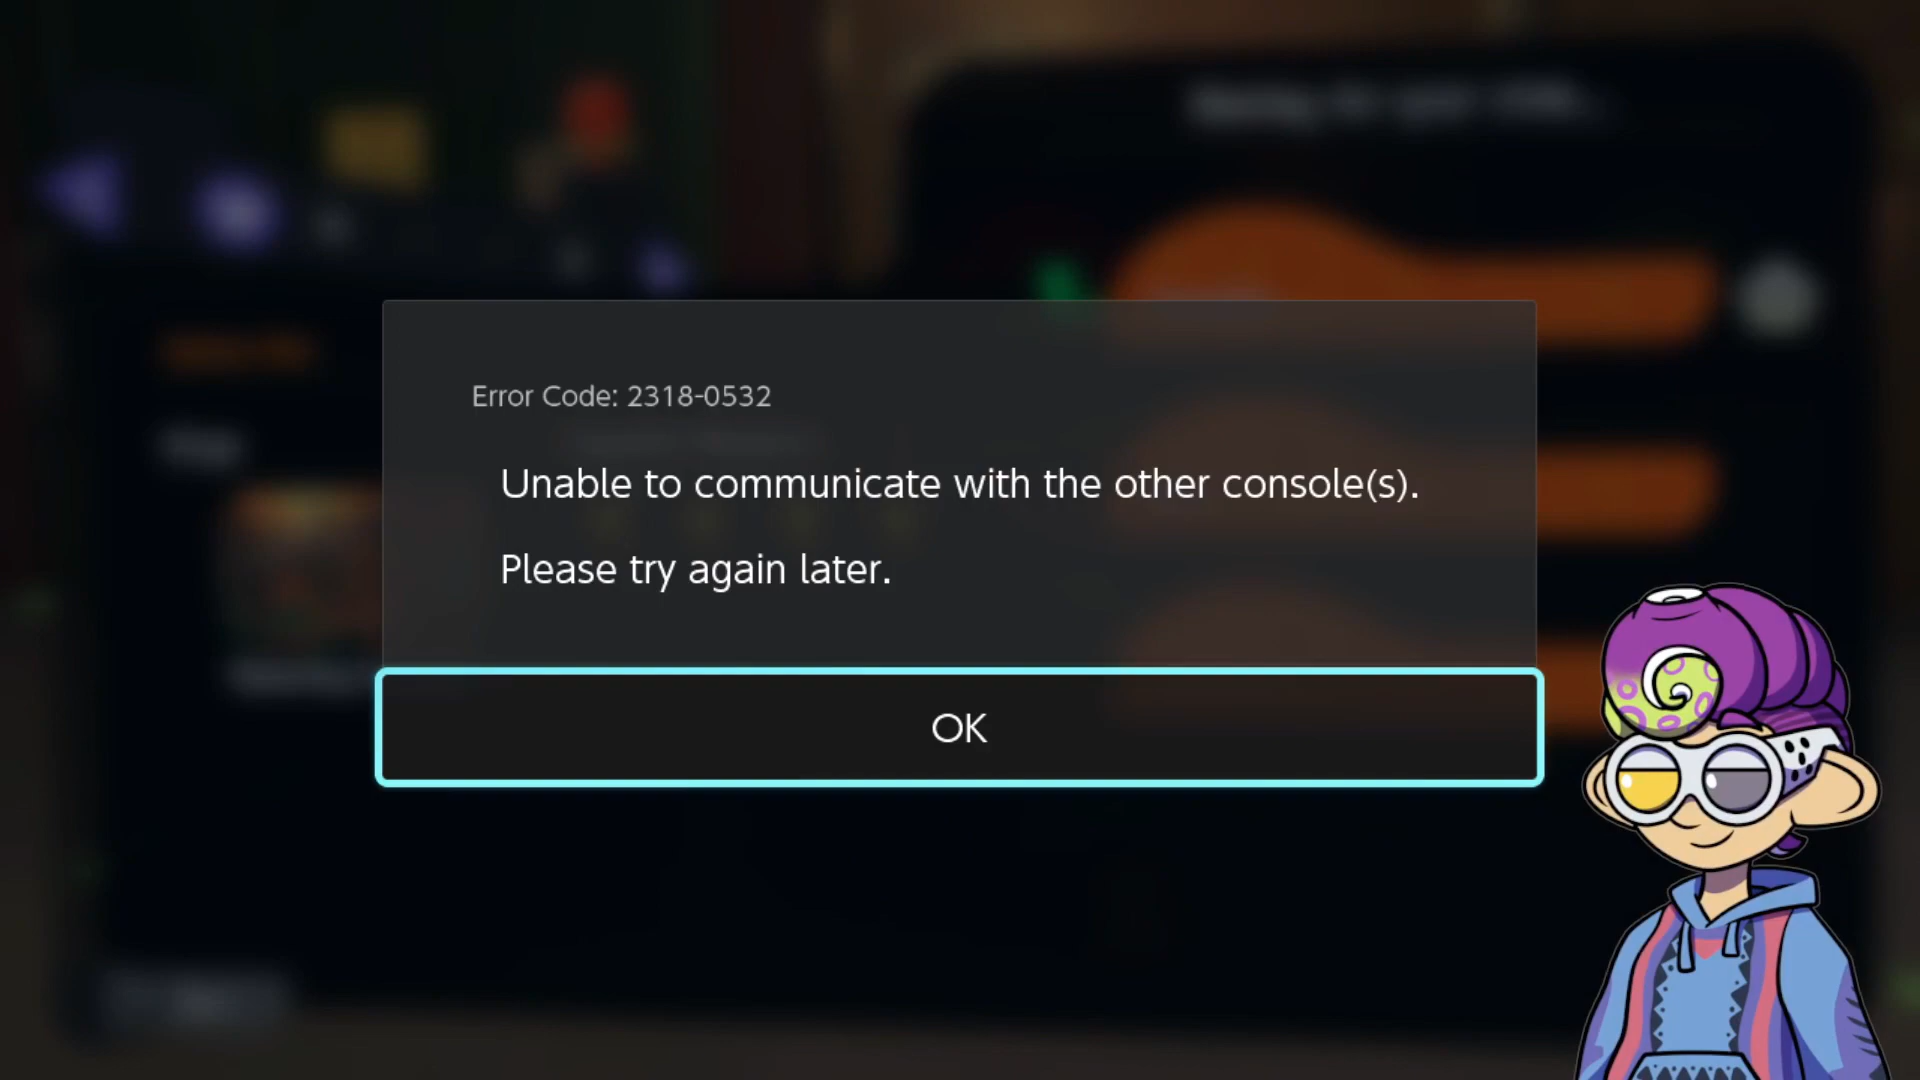 Error Code: 2318-0532
Unable to communicate with the other console(s).
Please try again later.
OK